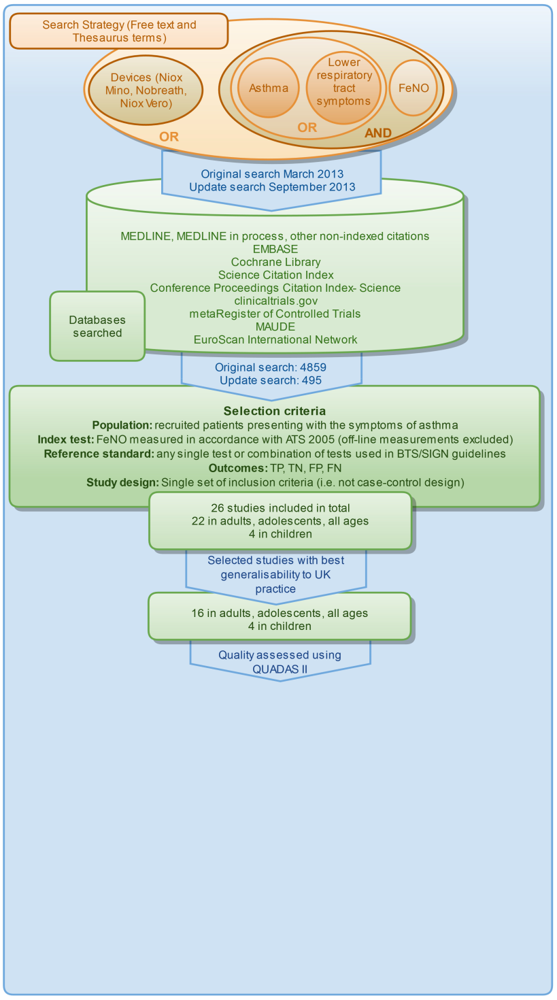 Search Strategy (Free text and
Thesaurus terms)
Devices (Niox
Mino, Nobreath,
Niox Vero)
OR
Asthma
Lower
respiratory
tract
symptoms
OR
FeNO
AND
Original search March 2013
Update search September 2013
MEDLINE, MEDLINE in process, other non-indexed citations
EMBASE
Cochrane Library
Science Citation Index
Conference Proceedings Citation Index- Science
clinicaltrials.gov
metaRegister of Controlled Trials
MAUDE
EuroScan International Network
Databases
searched
Original search: 4859
Update search: 495
Selection criteria
Population: recruited patients presenting with the symptoms of asthma
Index test: FeNO measured in accordance with ATS 2005 (off-line measurements excluded)
Reference standard: any single test or combination of tests used in BTS/SIGN guidelines
Outcomes: TP, TN, FP, FN
Study design: Single set of inclusion criteria (i.e. not case-control design)
26 studies included in total
22 in adults, adolescents, all ages
4 in children
Selected studies with best
generalisability to UK
practice
16 in adults, adolescents, all ages
4 in children
Quality assessed using
QUADAS II